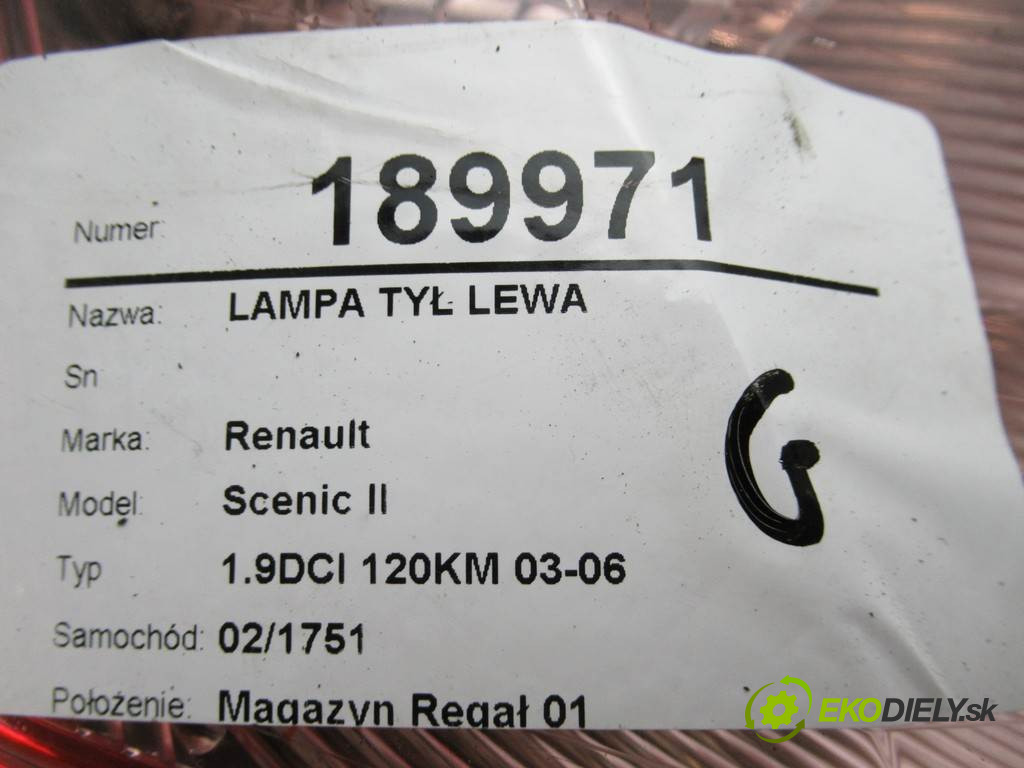 Numer: 189971
Nazwa: LAMPA TYŁ LEWA
Sn
Marka: Renault
Model: Scenic II
Typ 1.9DCI 120KM 03-06
Samochód: 02/1751
Położenie: Magazyn Regał 01
G
EKODIELY.sk